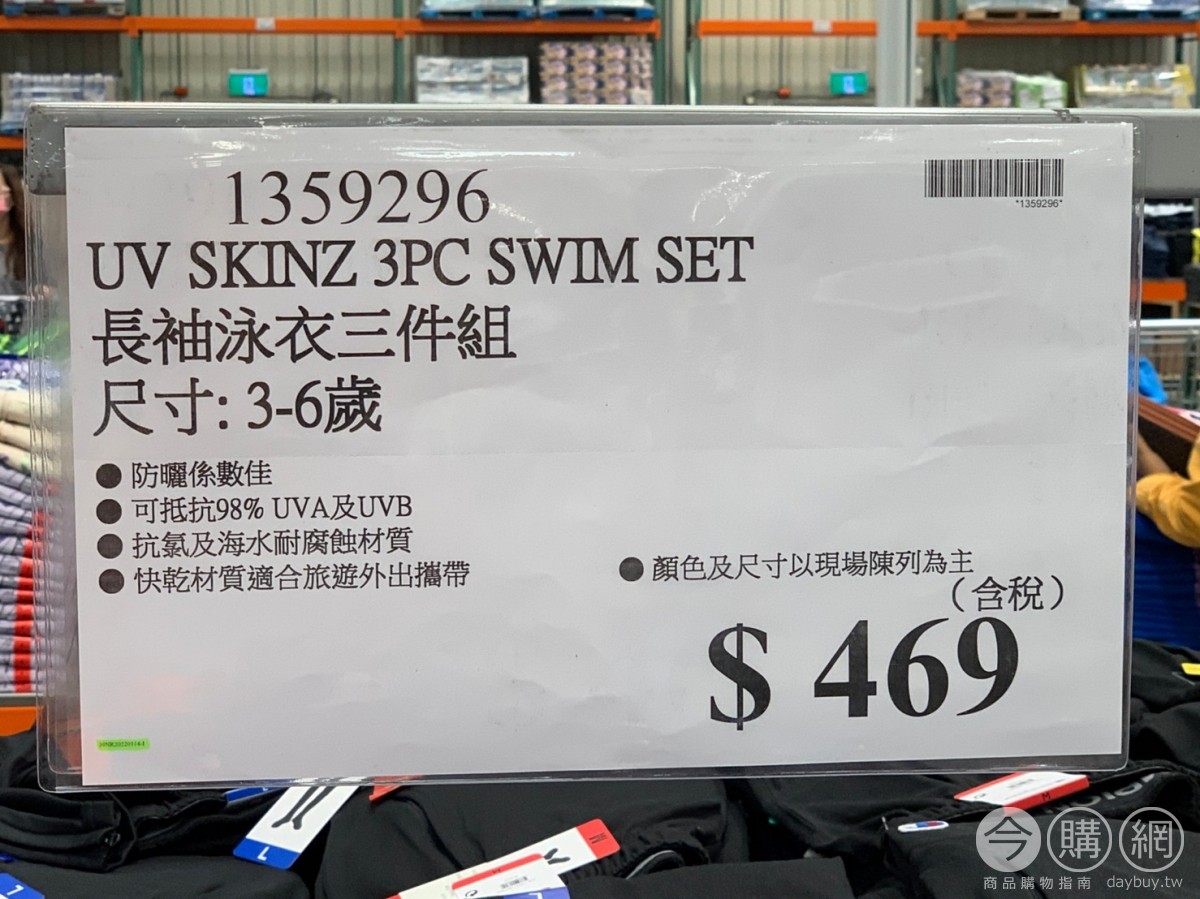 1359296
*1359296*
UV SKINZ 3PC SWIM SET
長袖泳衣三件組
尺寸: 3-6歲
● 防曬係數佳
● 可抵抗98% UVA及UVB
● 抗氯及海水耐腐蝕材質
● 快乾材質適合旅遊外出攜帶
● 顏色及尺寸以現場陳列為主
(含稅)
$ 469
L
M
M
今購網
商品購物指南 daybuy.tw